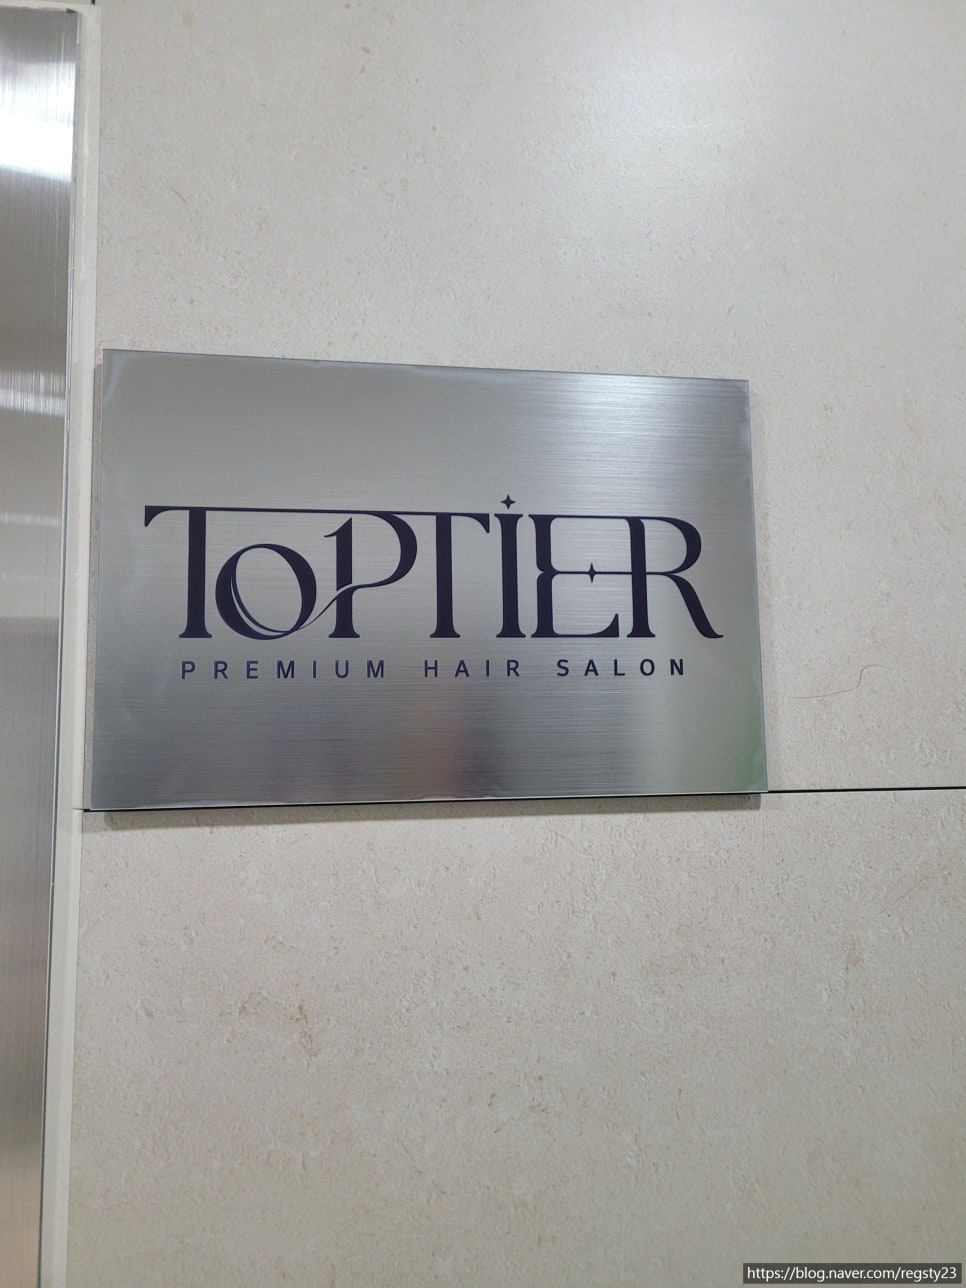 TOPTIER
PREMIUM HAIR SALON
https://blog.naver.com/regsty23